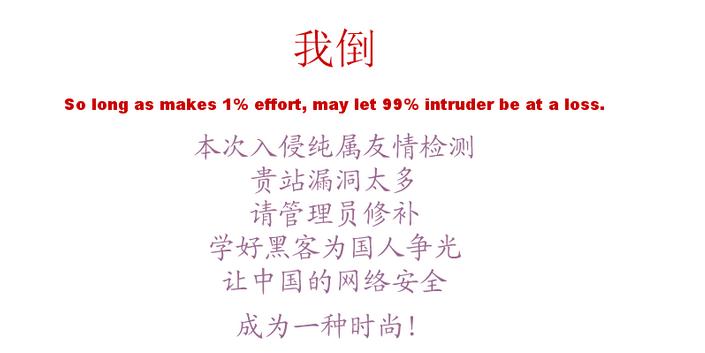 我倒
So long as makes 1% effort, may let 99% intruder be at a loss.
本次入侵纯属友情检测
贵站漏洞太多
请管理员修补
学好黑客为国人争光
让中国的网络安全
成为一种时尚!